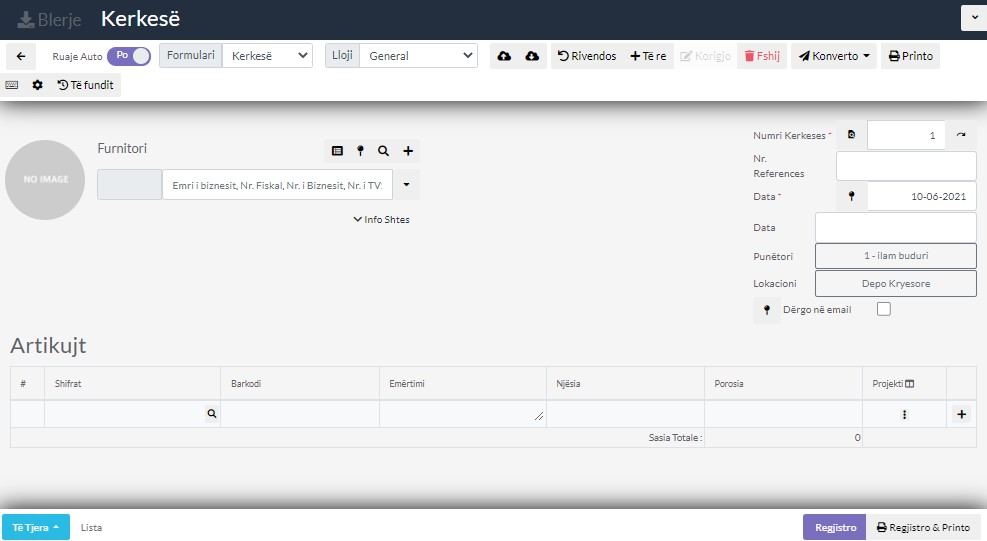 Blerje Kerkesë
Ruaje Auto Po Formulari Kerkesë Lloji General Rivendos Të re Korigjo Fshij Konverto Printo
Të fundit
NO IMAGE
Furnitori
Emri i biznesit, Nr. Fiskal, Nr. i Biznesit, Nr. i TV
Info Shtes
Numri Kerkeses * 1
Nr. References
Data * 10-06-2021
Data
Punëtori 1 - ilam buduri
Lokacioni Depo Kryesore
Dërgo në email
Artikujt
# Shifrat Barkodi Emërtimi Njësia Porosia Projekti
Sasia Totale : 0
Të Tjera Lista Regjistro Regjistro & Printo